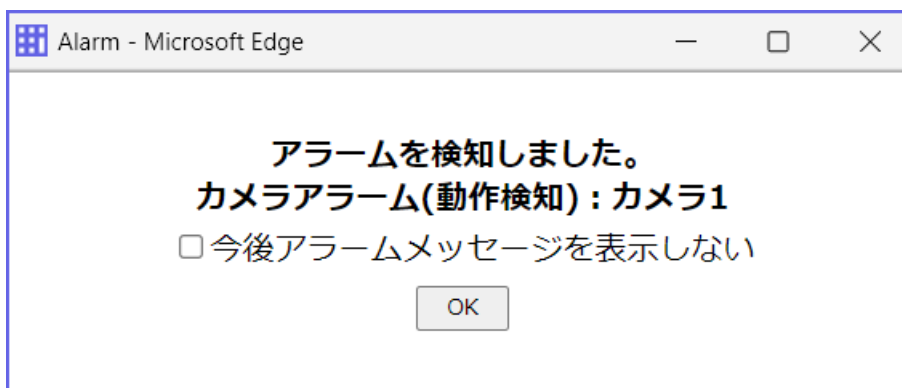 Alarm - Microsoft Edge
アラームを検知しました。
カメラアラーム(動作検知) : カメラ1
今後アラームメッセージを表示しない
OK